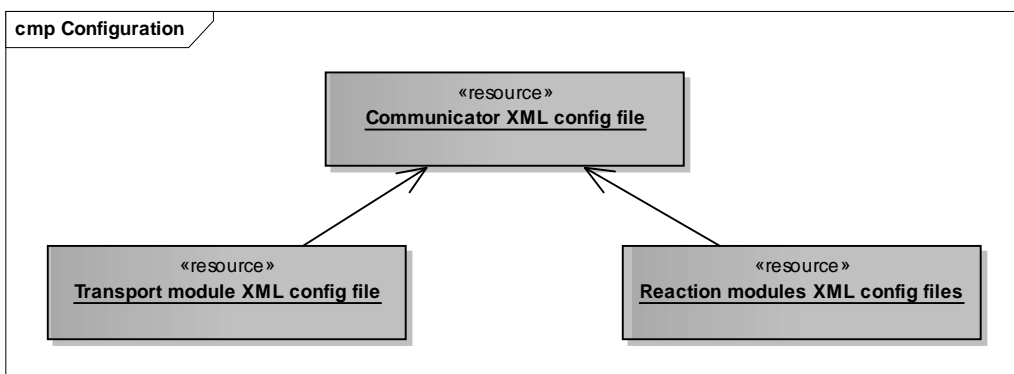 cmp Configuration
«resource»
Communicator XML config file
«resource»
Transport module XML config file
«resource»
Reaction modules XML config files